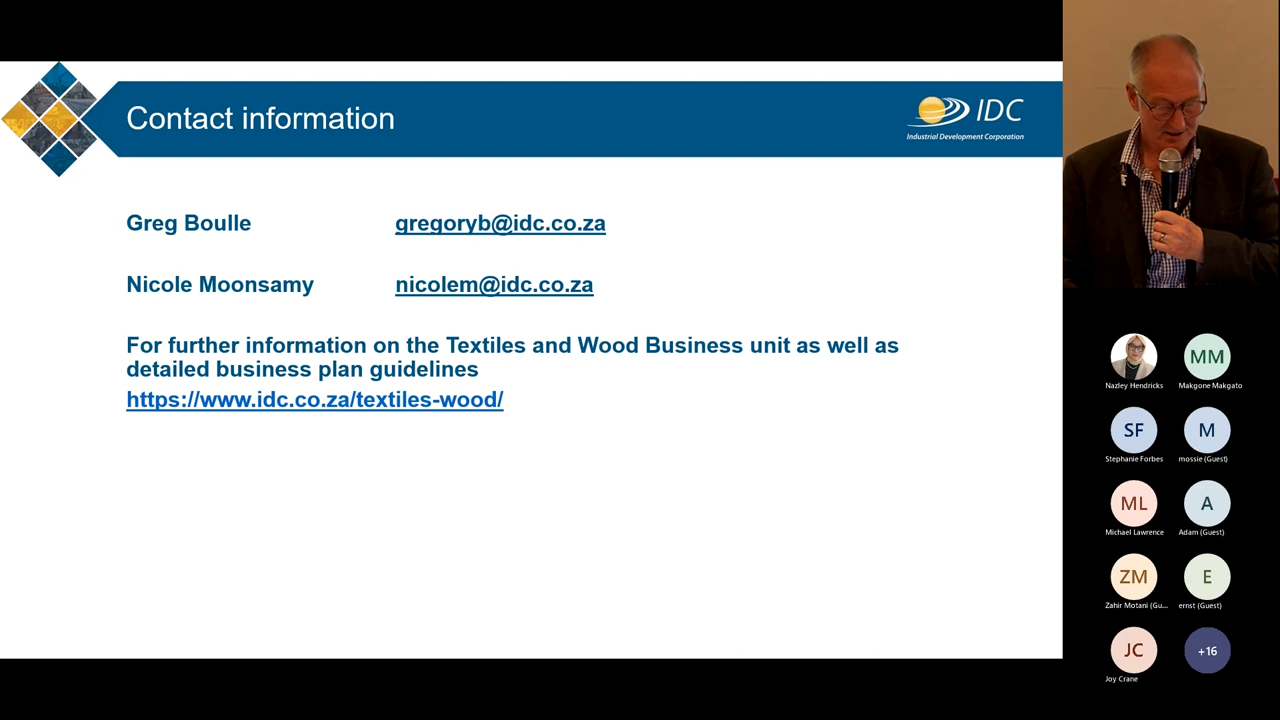 Contact information
IDC
Industrial Development Corporation
Greg Boulle gregoryb@idc.co.za
Nicole Moonsamy nicolem@idc.co.za
For further information on the Textiles and Wood Business unit as well as
detailed business plan guidelines
https://www.idc.co.za/textiles-wood/
MM
Nazley Hendricks Makgone Makgato
SF M
Stephanie Forbes mossie (Guest)
ML A
Michael Lawrence Adam (Guest)
ZM E
Zahir Motani (Gu... ernst (Guest)
JC +16
Joy Crane